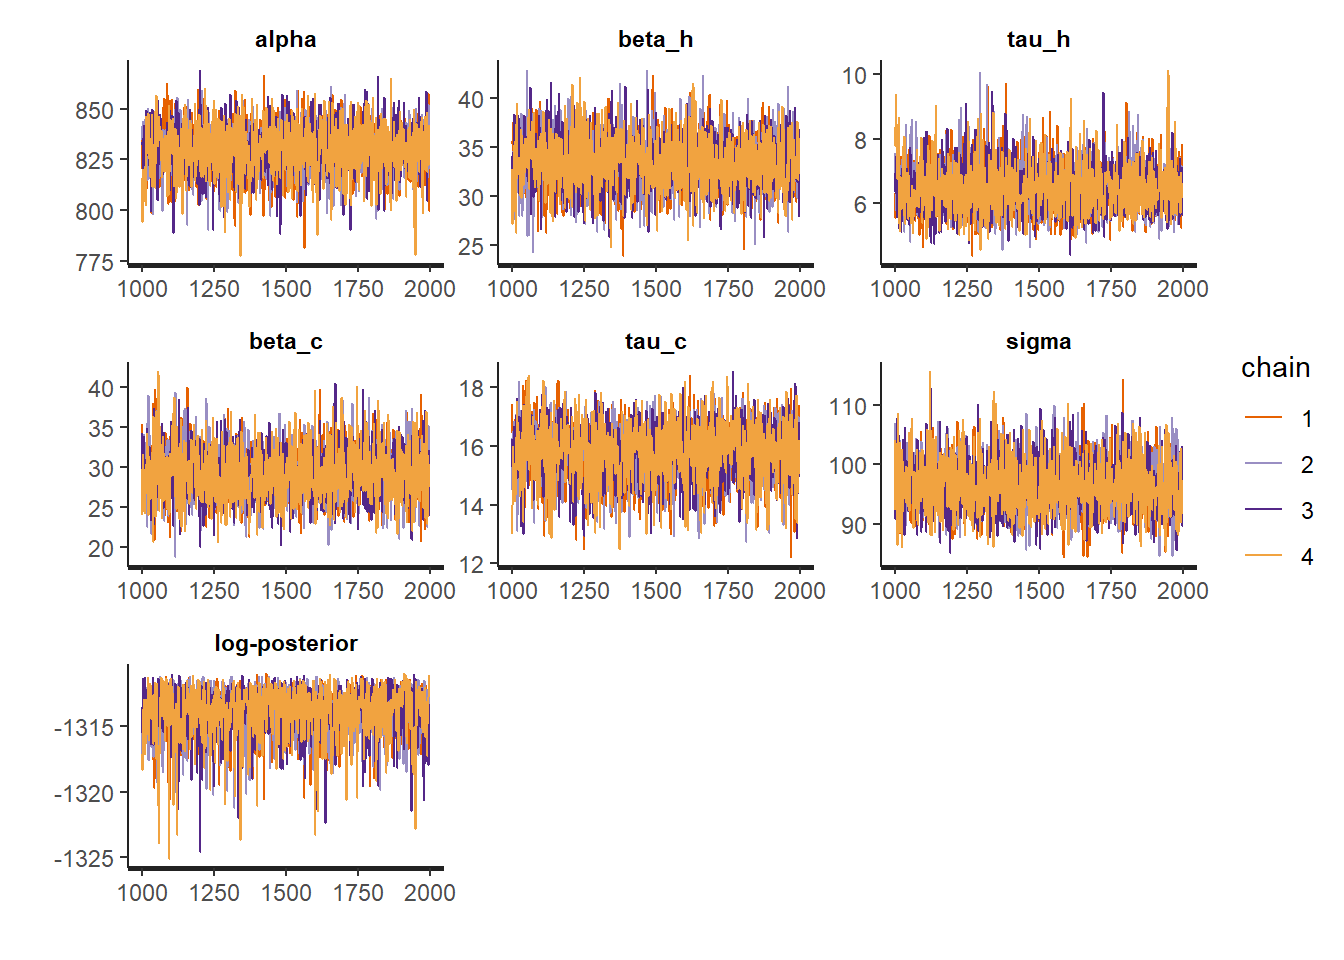 alpha
beta_h
tau_h
850
825
800
775
40
35
30
25
10
8
6
1000 1250 1500 1750 2000
1000 1250 1500 1750 2000
1000 1250 1500 1750 2000
beta_c
tau_c
sigma
40
35
30
25
20
18
16
14
12
110
100
90
1000 1250 1500 1750 2000
1000 1250 1500 1750 2000
1000 1250 1500 1750 2000
chain
1
2
3
4
log-posterior
-1315
-1320
-1325
1000 1250 1500 1750 2000